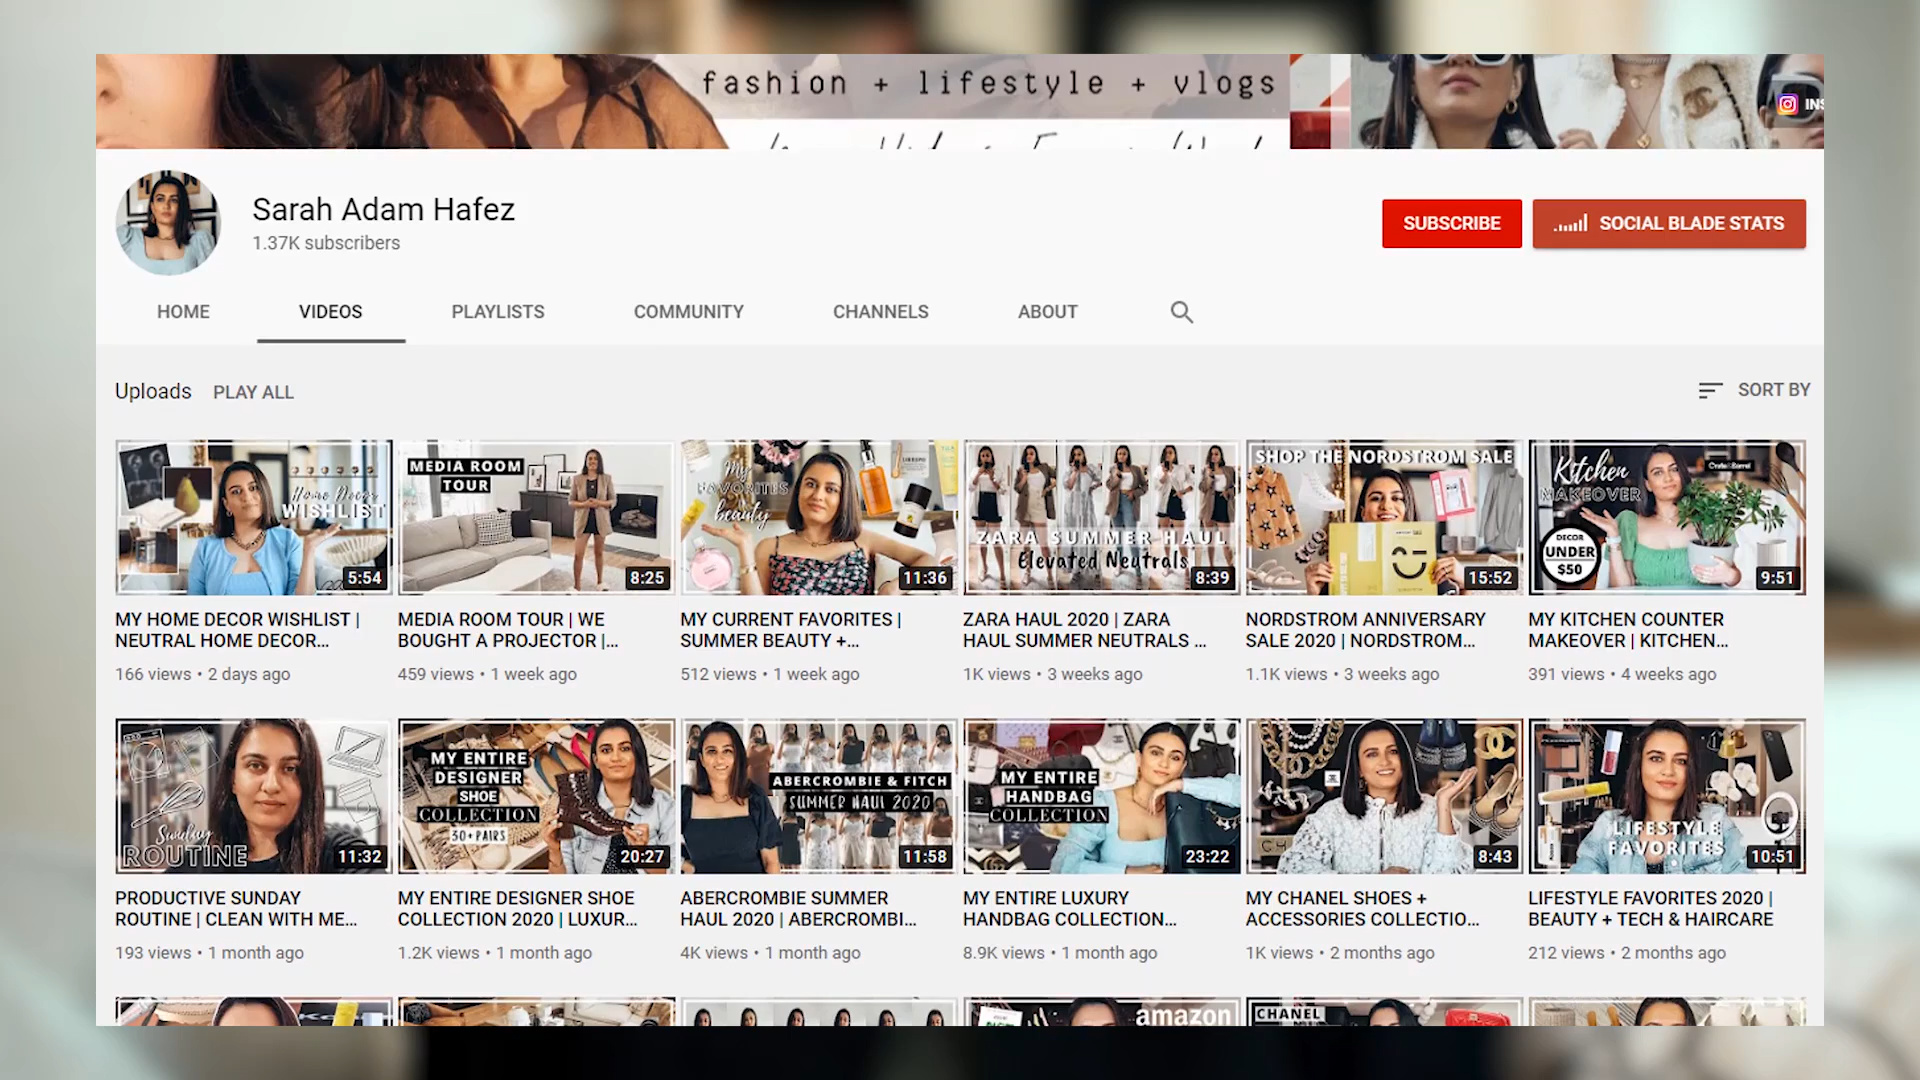 fashion + lifestyle + vlogs
Sarah Adam Hafez
1.37K subscribers
SUBSCRIBE
SOCIAL BLADE STATS
HOME
VIDEOS
PLAYLISTS
COMMUNITY
CHANNELS
ABOUT
Uploads
PLAY ALL
SORT BY
Home Decor
WISHLIST
5:54
MEDIA ROOM
TOUR
8:25
My
FAVORITES
beauty
11:36
ZARA SUMMER HAUL
Elevated Neutrals
8:39
SHOP THE NORDSTROM SALE
15:52
Kitchen
MAKEOVER
Crate&Barrel
DECOR
UNDER
$50
9:51
MY HOME DECOR WISHLIST |
NEUTRAL HOME DECOR...
166 views • 2 days ago
MEDIA ROOM TOUR | WE
BOUGHT A PROJECTOR |...
459 views • 1 week ago
MY CURRENT FAVORITES |
SUMMER BEAUTY +...
512 views • 1 week ago
ZARA HAUL 2020 | ZARA
HAUL SUMMER NEUTRALS ...
1K views • 3 weeks ago
NORDSTROM ANNIVERSARY
SALE 2020 | NORDSTROM...
1.1K views • 3 weeks ago
MY KITCHEN COUNTER
MAKEOVER | KITCHEN...
391 views • 4 weeks ago
Sunday
ROUTINE
11:32
MY ENTIRE
DESIGNER
SHOE
COLLECTION
30+ PAIRS
20:27
ABERCROMBIE & FITCH
SUMMER HAUL 2020
11:58
MY ENTIRE
HANDBAG
COLLECTION
23:22
8:43
LIFESTYLE
FAVORITES
10:51
PRODUCTIVE SUNDAY
ROUTINE | CLEAN WITH ME...
193 views • 1 month ago
MY ENTIRE DESIGNER SHOE
COLLECTION 2020 | LUXUR...
1.2K views • 1 month ago
ABERCROMBIE SUMMER
HAUL 2020 | ABERCROMBI...
4K views • 1 month ago
MY ENTIRE LUXURY
HANDBAG COLLECTION...
8.9K views • 1 month ago
MY CHANEL SHOES +
ACCESSORIES COLLECTIO...
1K views • 2 months ago
LIFESTYLE FAVORITES 2020 |
BEAUTY + TECH & HAIRCARE
212 views • 2 months ago
amazon
CHANEL